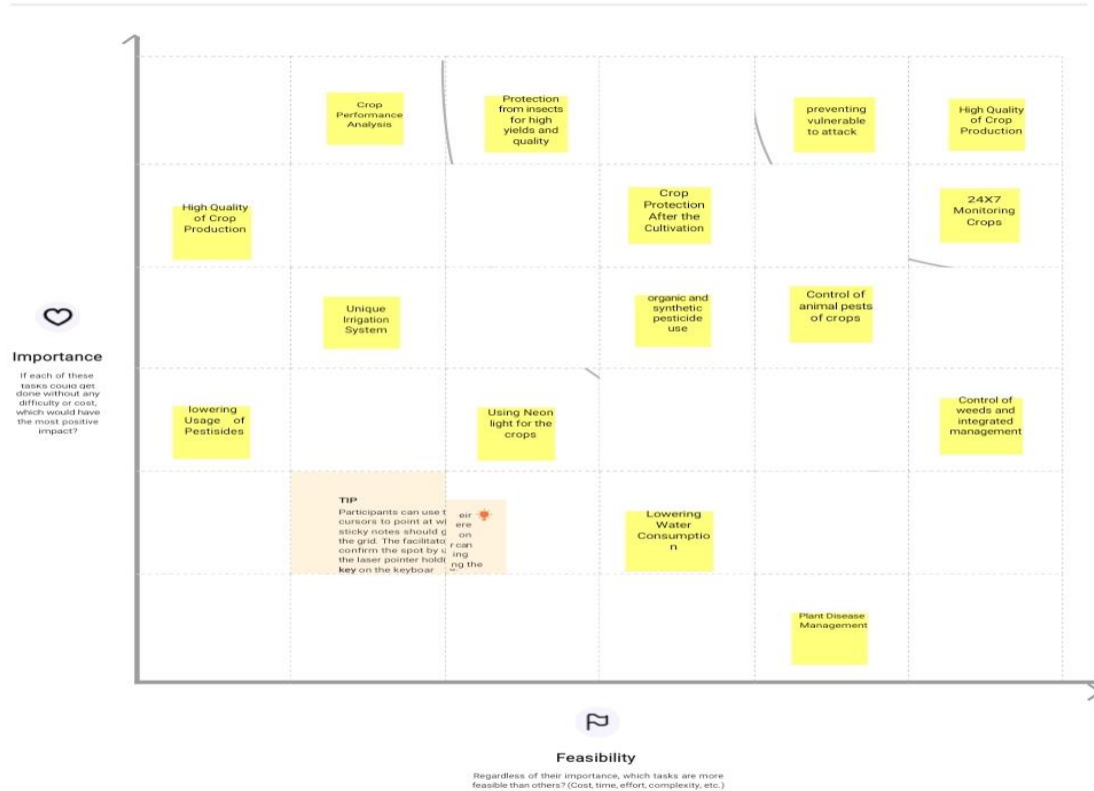 Crop
Performance
Analysis
Protection
from insects
for high
yields and
quality
preventing
vulnerable
to attack
High Quality
of Crop
Production
High Quality
of Crop
Production
Crop
Protection
After the
Cultivation
24X7
Monitoring
Crops
Unique
Irrigation
System
organic and
synthetic
pesticide
use
Control of
animal pests
of crops
Importance
If each of these
tasks could get
done without any
difficulty or cost,
which would have
the most positive
impact?
lowering
Usage of
Pestisides
Using Neon
light for the
crops
Control of
weeds and
integrated
management
TIP
Participants can use t eir
cursors to point at w ere
sticky notes should g on
the grid. The facilitato r can
confirm the spot by u ing
the laser pointer holdi ng the
key on the keyboar
Lowering
Water
Consumptio
n
Plant Disease
Management
Feasibility
Regardless of their importance, which tasks are more
feasible than others? (Cost, time, effort, complexity, etc.)